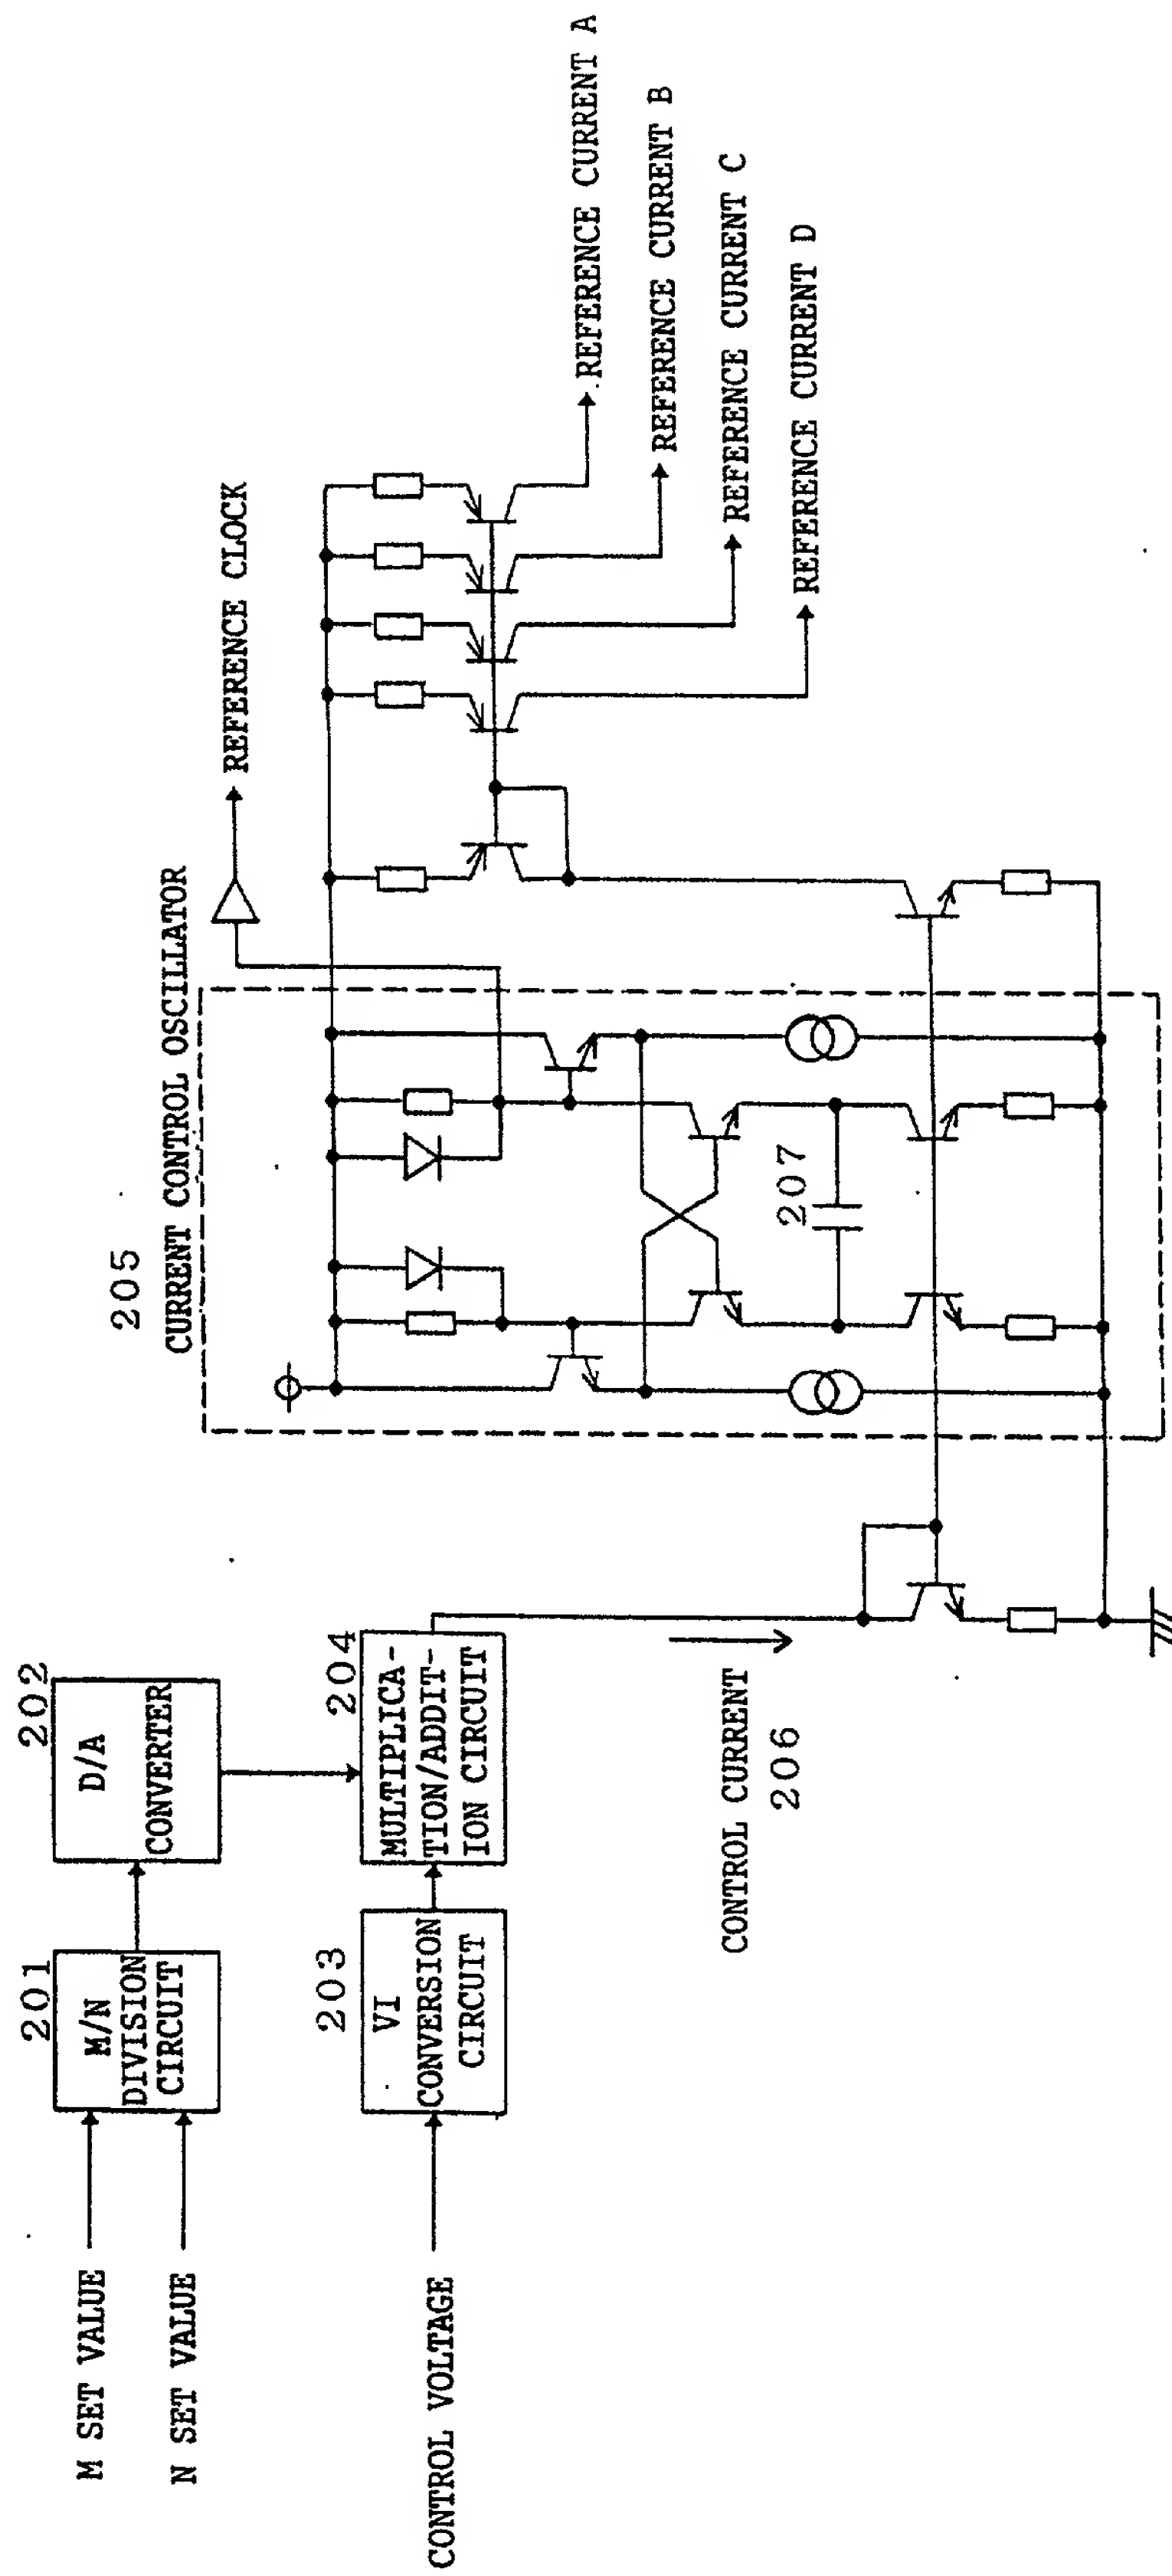 M SET VALUE
N SET VALUE
CONTROL VOLTAGE
201
M/N
DIVISION
CIRCUIT
202
D/A
CONVERTER
203
VI
CONVERSION
CIRCUIT
204
MULTIPLICA-
TION/ADDIT-
ION CIRCUIT
CONTROL CURRENT
206
205
CURRENT CONTROL OSCILLATOR
207
REFERENCE CLOCK
REFERENCE CURRENT A
REFERENCE CURRENT B
REFERENCE CURRENT C
REFERENCE CURRENT D